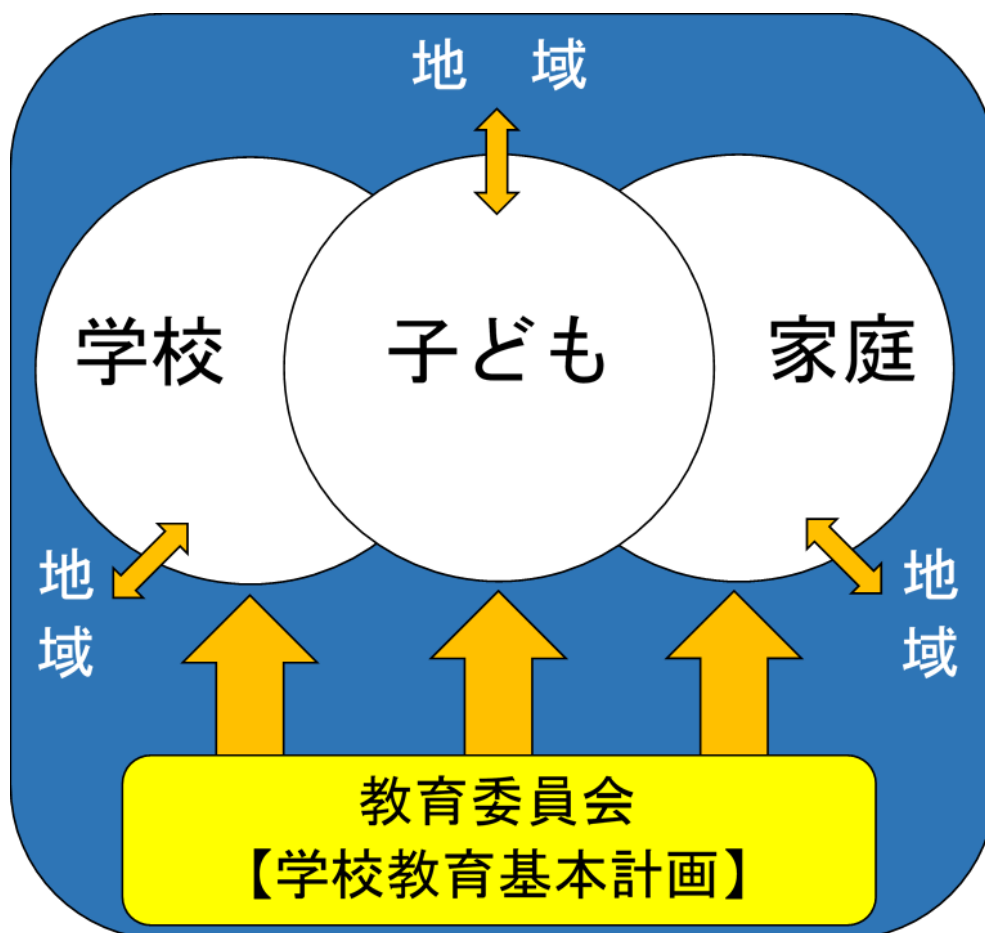 地　域
学校
子ども
家庭
地域
地域
教育委員会
【学校教育基本計画】